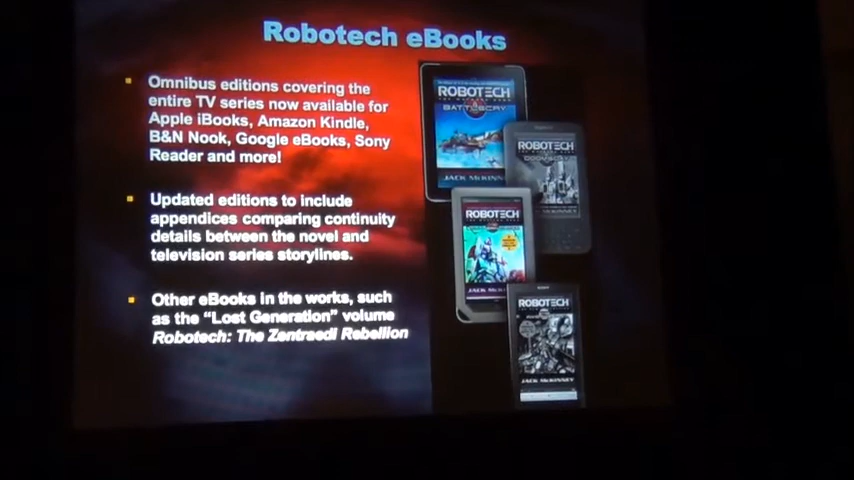 Robotech eBooks
Omnibus editions covering the
entire TV series now available for
Apple iBooks, Amazon Kindle,
B&N Nook, Google eBooks, Sony
Reader and more!
Updated editions to include
appendices comparing continuity
details between the novel and
television series storylines.
Other eBooks in the works, such
as the "Lost Generation" volume
Robotech: The Zentraedi Rebellion
ROBOTECH
BATTLECRY
JACK McKINNEY
ROBOTECH
DOOMSDAY
McKINNEY
ROBOTECH
JACK
ROBOTECH
JACK McKINNEY